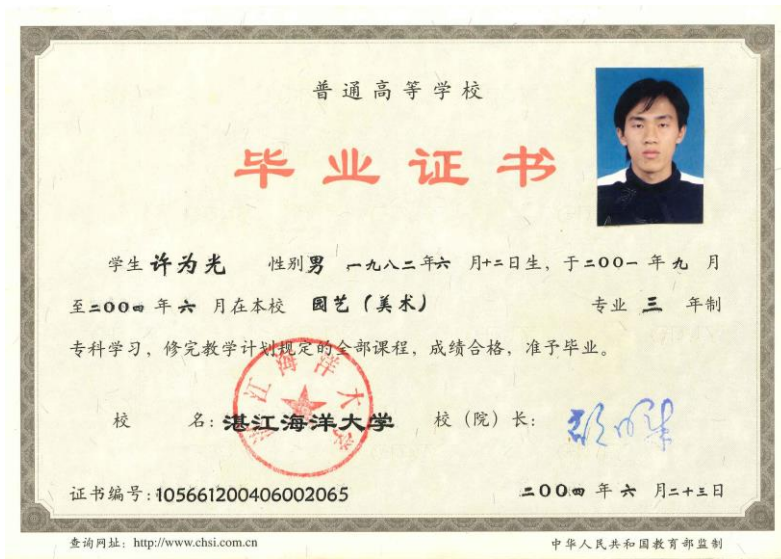 普通高等学校
毕业证书
学生 许为光 性别 男 一九八二年六 月十二日生，于二00一 年 九 月
至二00四 年 六 月在本校 园艺（美术） 专业 三 年制
专科学习，修完教学计划规定的全部课程，成绩合格，准予毕业。
校 名：湛江海洋大学 校（院）长：
湛江海洋大学
证书编号：105661200406002065 二00四 年 六 月二十三日
查询网址：http://www.chsi.com.cn 中华人民共和国教育部监制